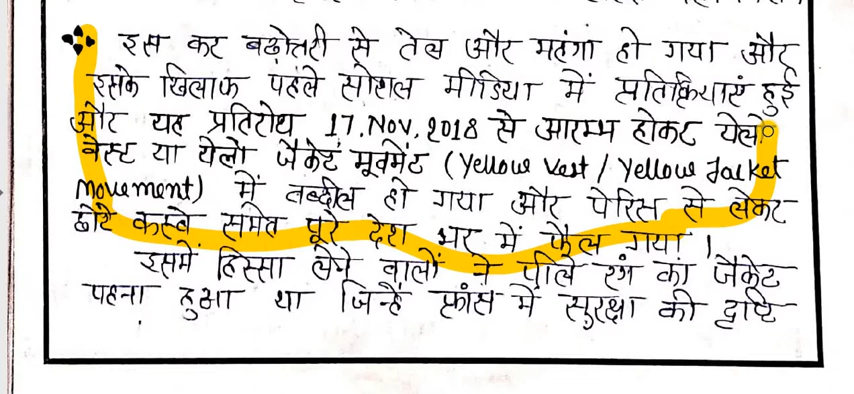 इस कर बढ़ोतरी से तेल और महंगा हो गया और
इसके खिलाफ पहले सोशल मीडिया में प्रतिक्रियाएं हुई
और यह प्रतिरोध 17.Nov.2018 से आरम्भ होकर येलो
वेस्ट या येलो जैकेट मूवमेंट (Yellow Vest / Yellow Jacket
Movement) में तब्दील हो गया और पेरिस से लेकर
छोटे कस्बे समेत पूरे देश भर में फैल गया।
इसमें हिस्सा लेने वालों ने पीले रंग का जैकेट
पहना हुआ था जिन्हें फ्रांस में सुरक्षा की दृष्टि